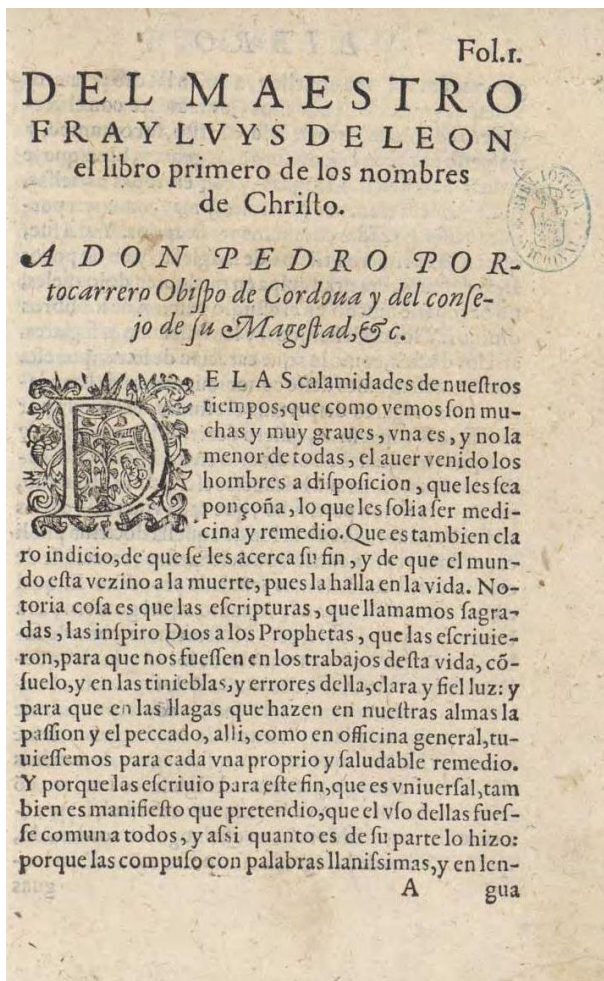 Fol.1.
DEL MAESTRO
FRAY LVYS DE LEON
el libro primero de los nombres
de Chriſto.
A DON PEDRO POR-
tocarrero Obiſpo de Cordoua y del conſe-
jo de ſu Mageſtad, &c.
DE LAS calamidades de nueſtros
tiempos, que como vemos ſon mu-
chas y muy graues, vna es, y no la
menor de todas, el auer venido los
hombres a diſpoſicion, que les ſea
ponçoña, lo que les ſolia ſer medi-
cina y remedio. Que es tambien cla
ro indicio, de que ſe les acerca ſu fin, y de que el mun-
do eſta vezino a la muerte, pues la halla en la vida. No-
toria coſa es que las eſcripturas, que llamamos ſagra-
das, las inſpiro Dios a los Prophetas, que las eſcriuie-
ron, para que nos fueſſen en los trabajos deſta vida, cõ-
ſuelo, y en las tinieblas, y errores della, clara y fiel luz: y
para que en las llagas que hazen en nueſtras almas la
paſſion y el peccado, alli, como en officina general, tu-
uieſſemos para cada vna proprio y ſaludable remedio.
Y porque las eſcriuio para eſte fin, que es vniuerſal, tam
bien es manifieſto que pretendio, que el vſo dellas fueſ-
ſe comun a todos, y aſsi quanto es de ſu parte lo hizo:
porque las compuſo con palabras llaniſsimas, y en len-
A gua